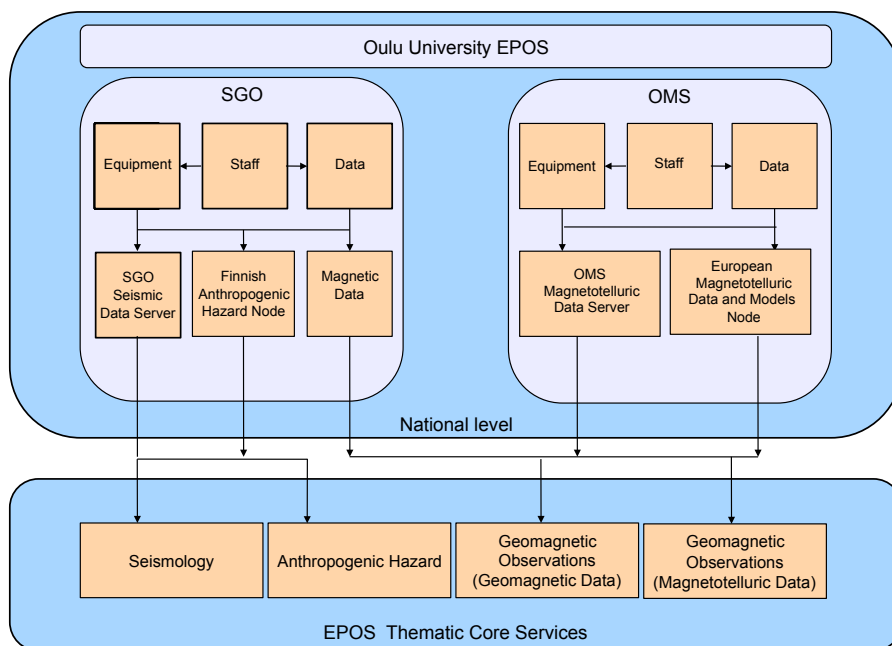 Oulu University EPOS
SGO
Equipment
Staff
Data
SGO
Seismic
Data Server
Finnish
Anthropogenic
Hazard Node
Magnetic
Data
OMS
Equipment
Staff
Data
OMS
Magnetotelluric
Data Server
European
Magnetotelluric
Data and Models
Node
National level
Seismology
Anthropogenic Hazard
Geomagnetic
Observations
(Geomagnetic Data)
Geomagnetic
Observations
(Magnetotelluric Data)
EPOS Thematic Core Services